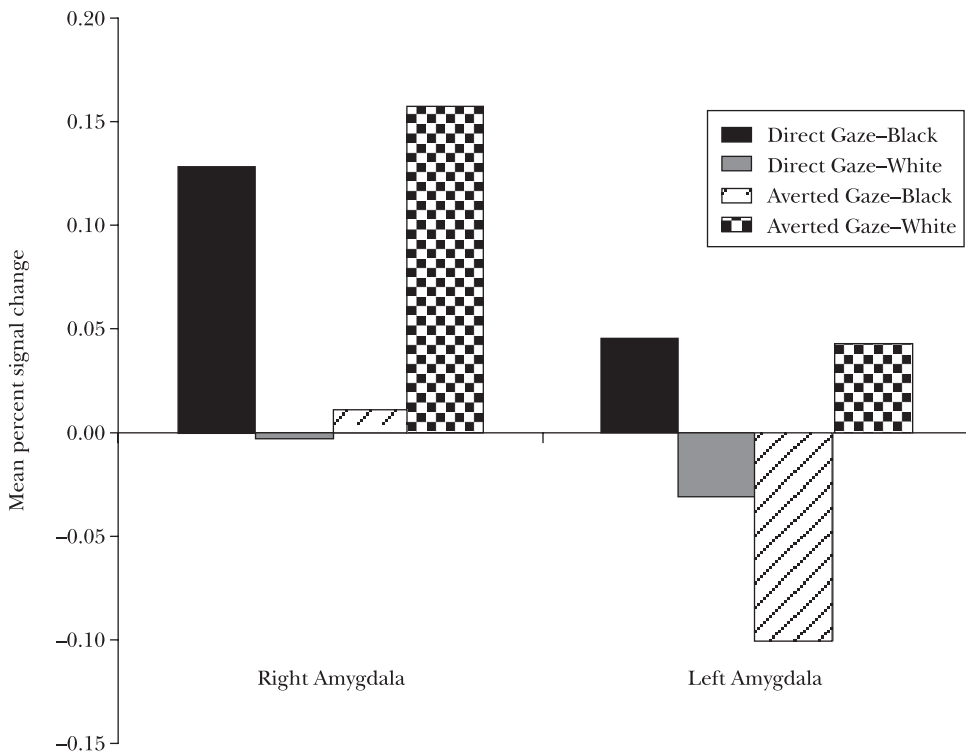 0.20
0.15
0.10
0.05
0.00
–0.05
–0.10
–0.15
Mean percent signal change
Direct Gaze–Black
Direct Gaze–White
Averted Gaze–Black
Averted Gaze–White
Right Amygdala
Left Amygdala